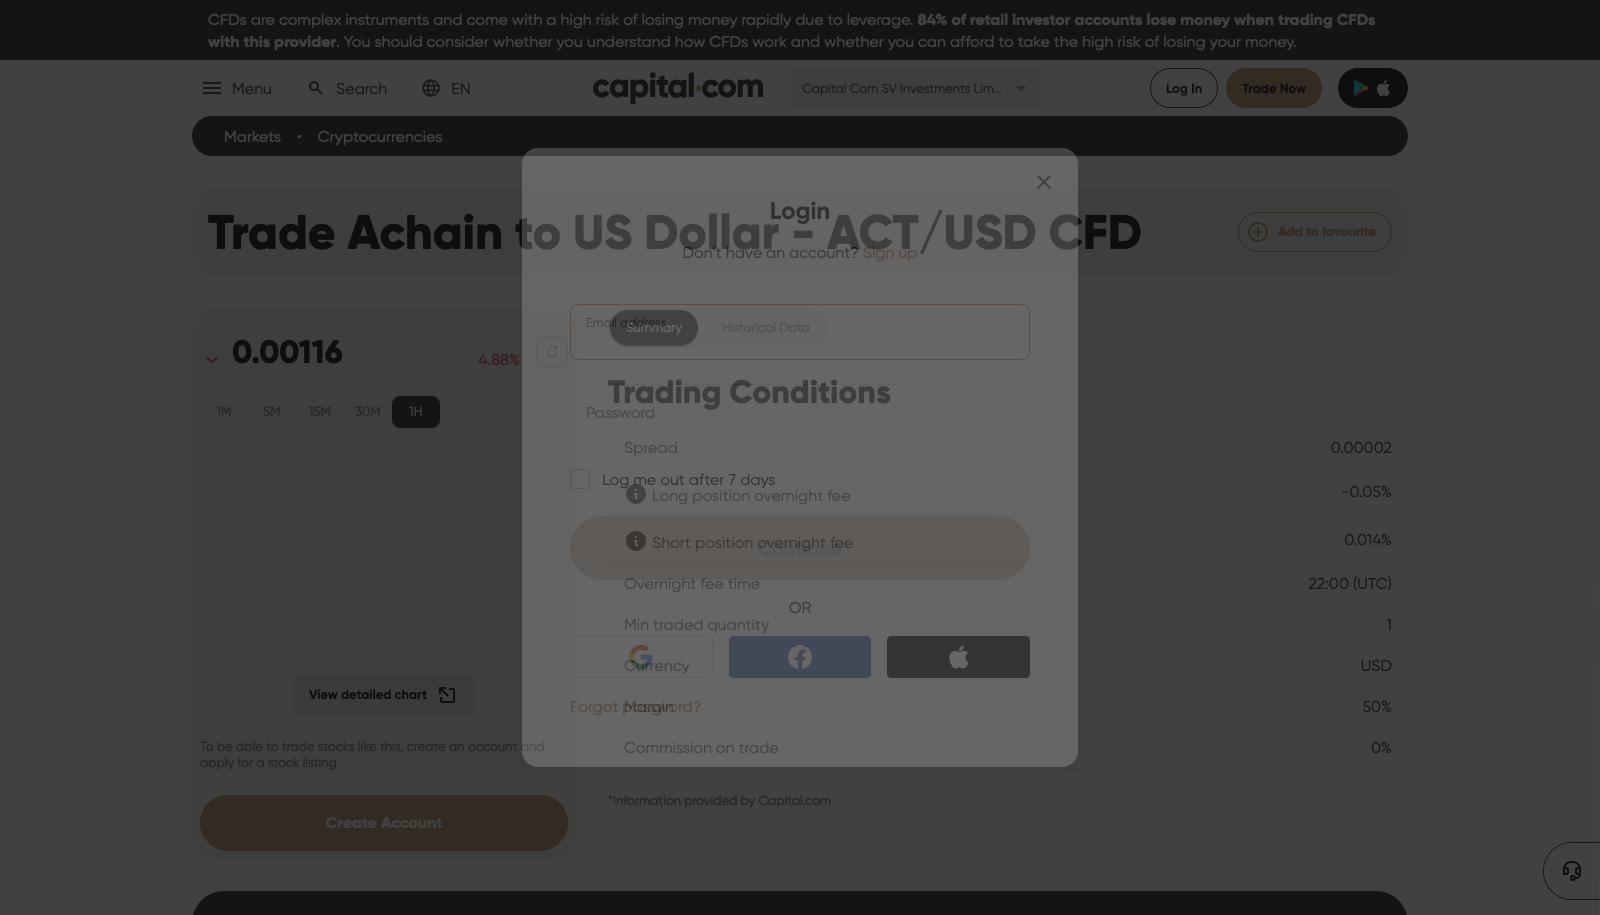 CFDs are complex instruments and come with a high risk of losing money rapidly due to leverage. 84% of retail investor accounts lose money when trading CFDs
with this provider. You should consider whether you understand how CFDs work and whether you can afford to take the high risk of losing your money.
Menu
Search
EN
capital.com
Capital Com SV Investments Lim...
Log In
Trade Now
Markets • Cryptocurrencies
Trade Achain to US Dollar - ACT/USD CFD
Add to favourite
0.00116
4.88%
1M 5M 15M 30M 1H
View detailed chart
To be able to trade stocks like this, create an account and
apply for a stock listing.
Create Account
Login
Don't have an account? Sign up
Email address
Password
Log me out after 7 days
Continue
OR
Forgot password?
Summary
Historical Data
Trading Conditions
Spread 0.00002
Long position overnight fee -0.05%
Short position overnight fee 0.014%
Overnight fee time 22:00 (UTC)
Min traded quantity 1
Currency USD
Margin 50%
Commission on trade 0%
*Information provided by Capital.com